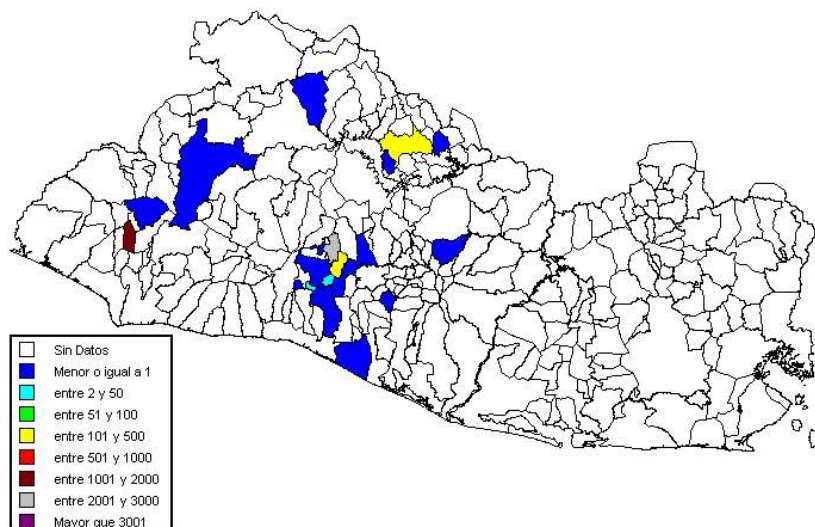 Sin Datos
Menor o igual a 1
entre 2 y 50
entre 51 y 100
entre 101 y 500
entre 501 y 1000
entre 1001 y 2000
entre 2001 y 3000
Mayor que 3001